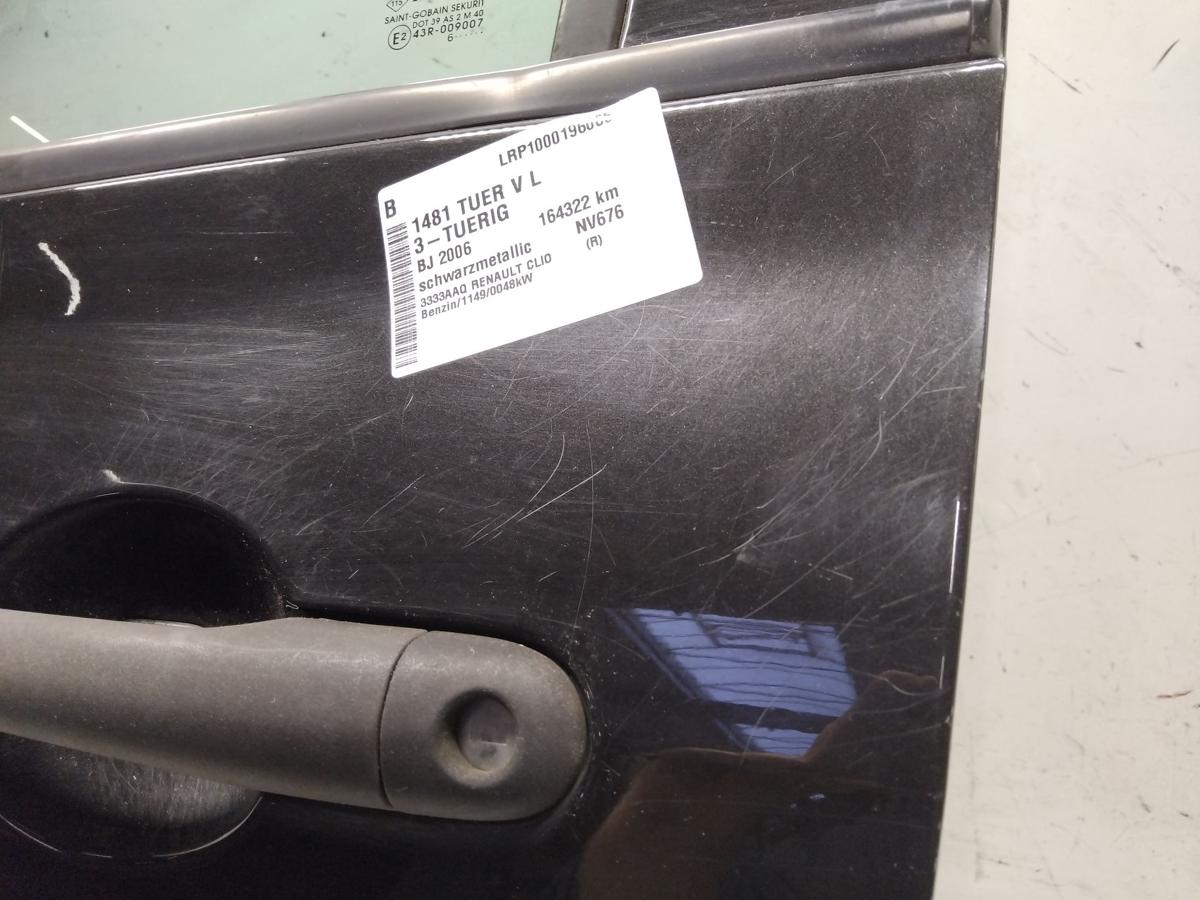 115
SAINT-GOBAIN SEKURIT
DOT 39 AS 2 M 40
E2 43R-009007
B
1481 TUER V L
3-TUERIG
BJ 2006 164322 km
schwarzmetallic NV676
3333AAQ RENAULT CLIO (R)
Benzin/1149/0048kW